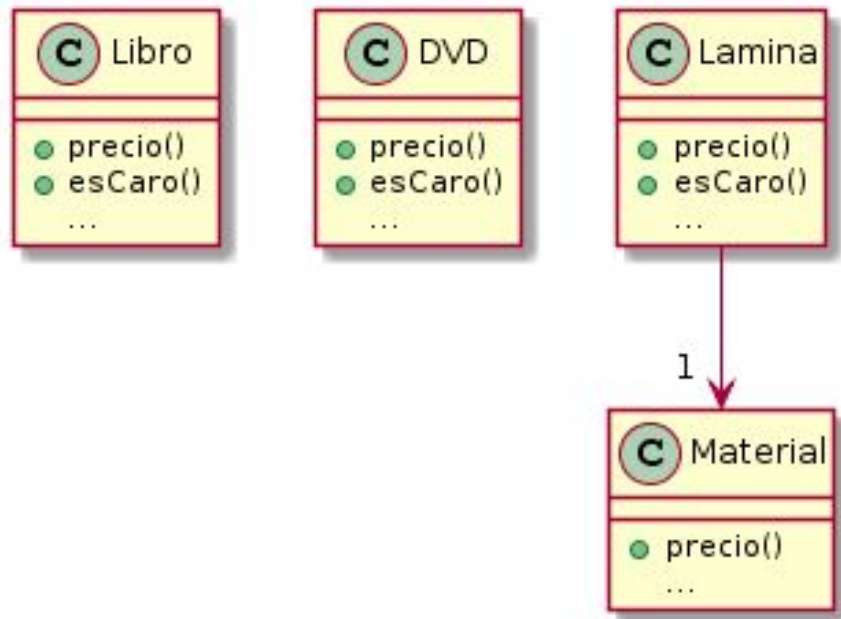 C Libro
precio()
esCaro()
...
C DVD
precio()
esCaro()
...
C Lamina
precio()
esCaro()
...
1
C Material
precio()
...